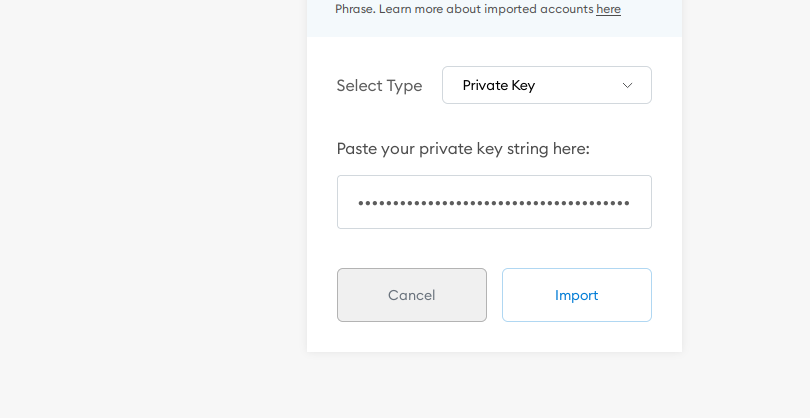 Phrase. Learn more about imported accounts here
Select Type
Private Key
Paste your private key string here:
•••••••••••••••••••••••••••••••••••••••
Cancel
Import